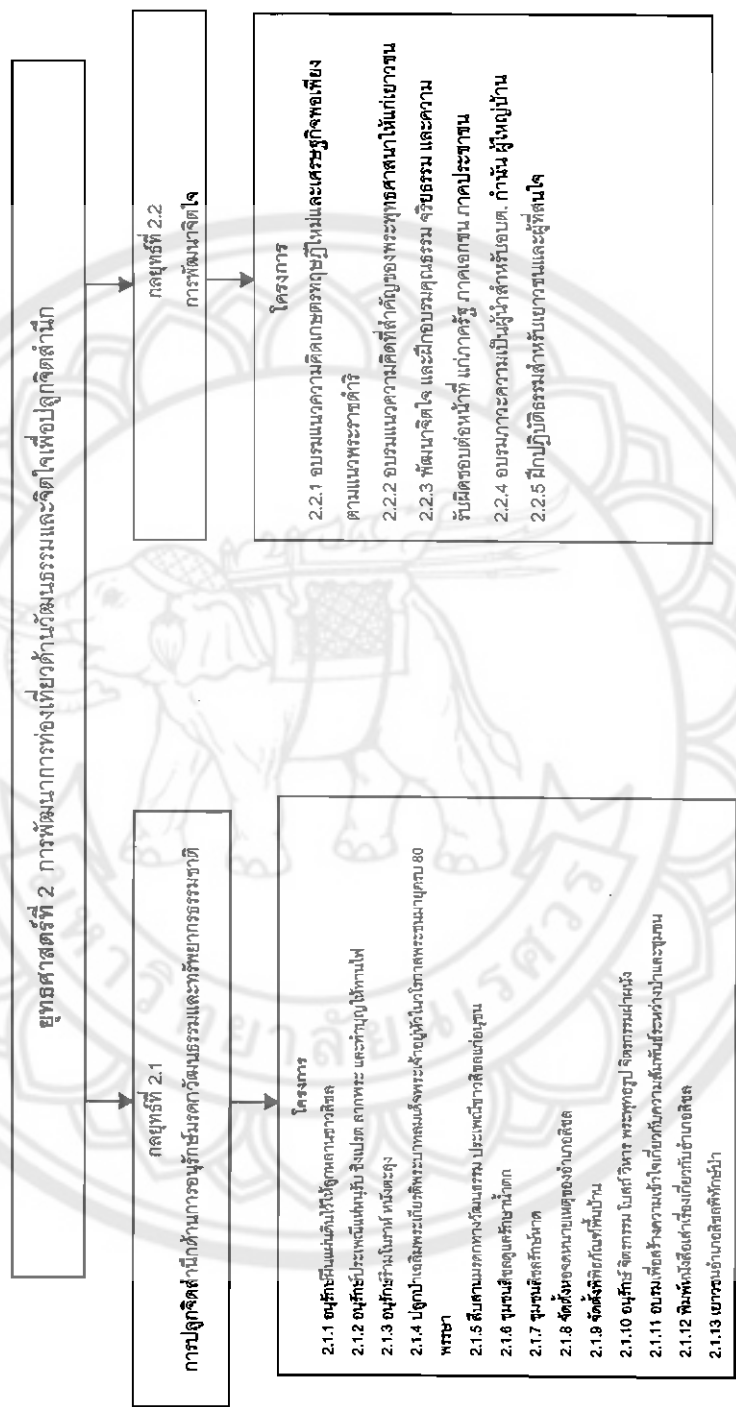 ยุทธศาสตร์ที่ 2 การพัฒนาการท่องเที่ยวด้านวัฒนธรรมและจิตใจเพื่อปลูกจิตสำนึก
กลยุทธ์ที่ 2.1
การปลูกจิตสำนึกด้านการอนุรักษ์มรดกวัฒนธรรมและทรัพยากรธรรมชาติ
โครงการ
2.1.1 อนุรักษ์ผืนแผ่นดินไว้ให้ลูกหลานชาวสิชล
2.1.2 อนุรักษ์ประเพณีแห่หมฺรับ ชิงเปรต ลากพระ และทำบุญให้ทานไฟ
2.1.3 อนุรักษ์รำมโนราห์ หนังตะลุง
2.1.4 ปลูกป่าเฉลิมพระเกียรติพระบาทสมเด็จพระเจ้าอยู่หัวในวโรกาสพระชนมายุครบ 80
พรรษา
2.1.5 สืบสานมรดกทางวัฒนธรรม ประเพณีชาวสิชลแก่อนุชน
2.1.6 ชุมชนสิชลดูแลรักษาน้ำตก
2.1.7 ชุมชนสิชลรักษ์หาด
2.1.8 จัดตั้งหอจดหมายเหตุของอำเภอสิชล
2.1.9 จัดตั้งพิพิธภัณฑ์พื้นบ้าน
2.1.10 อนุรักษ์ จิตรกรรม โบสถ์ วิหาร พระพุทธรูป จิตรกรรมฝาผนัง
2.1.11 อบรมเพื่อสร้างความเข้าใจเกี่ยวกับความสัมพันธ์ระหว่างป่าและชุมชน
2.1.12 พิมพ์หนังสือเล่าเรื่องเกี่ยวกับอำเภอสิชล
2.1.13 เยาวชนอำเภอสิชลพิทักษ์ป่า
กลยุทธ์ที่ 2.2
การพัฒนาจิตใจ
โครงการ
2.2.1 อบรมแนวความคิดเกษตรทฤษฎีใหม่และเศรษฐกิจพอเพียง
ตามแนวพระราชดำริ
2.2.2 อบรมแนวความคิดที่สำคัญของพระพุทธศาสนาให้แก่เยาวชน
2.2.3 พัฒนาจิตใจ และฝึกอบรมคุณธรรม จริยธรรม และความ
รับผิดชอบต่อหน้าที่ แก่ภาครัฐ ภาคเอกชน ภาคประชาชน
2.2.4 อบรมภาวะความเป็นผู้นำสำหรับอบต. กำนัน ผู้ใหญ่บ้าน
2.2.5 ฝึกปฏิบัติธรรมสำหรับเยาวชนและผู้ที่สนใจ
มหาวิทยาลัยนเรศวร